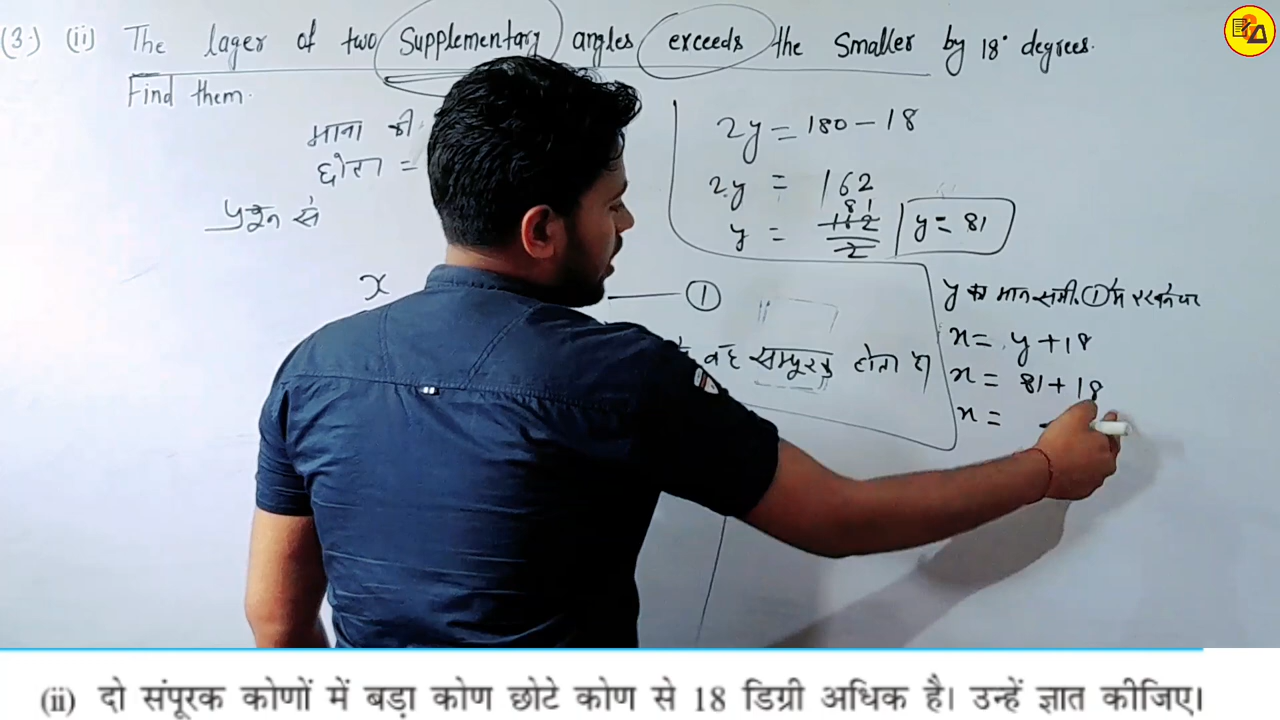 (3.) (ii) The lager of two Supplementary angles exceeds the Smaller by 18° degrees.
Find them.
माना की
छोटा =
प्रश्न से
x
①
वह सम्पूरक होता है
2y = 180 - 18
2y = 162
81
y = 162/2
y = 81
y का मान समी. ① में रखने पर
x = y + 18
x = 81 + 18
x =
(ii) दो संपूरक कोणों में बड़ा कोण छोटे कोण से 18 डिग्री अधिक है। उन्हें ज्ञात कीजिए।